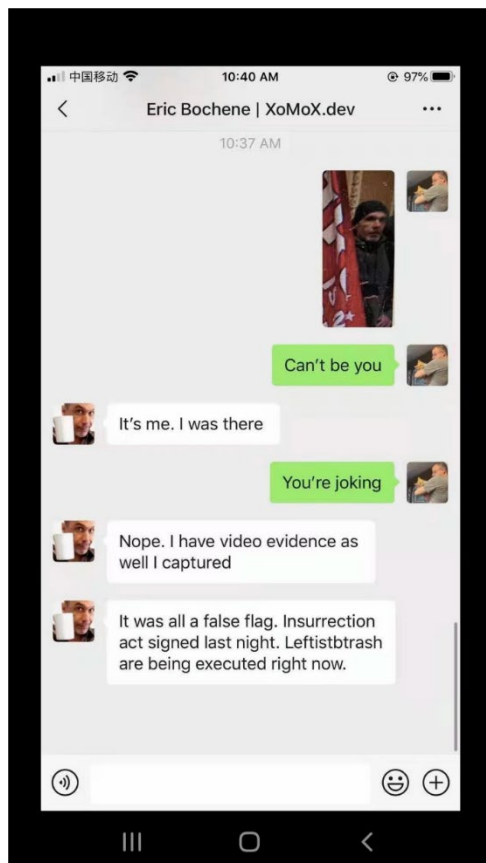 中国移动 10:40 AM 97%
Eric Bochene | XoMoX.dev
10:37 AM
Can't be you
It's me. I was there
You're joking
Nope. I have video evidence as
well I captured
It was all a false flag. Insurrection
act signed last night. Leftistbtrash
are being executed right now.